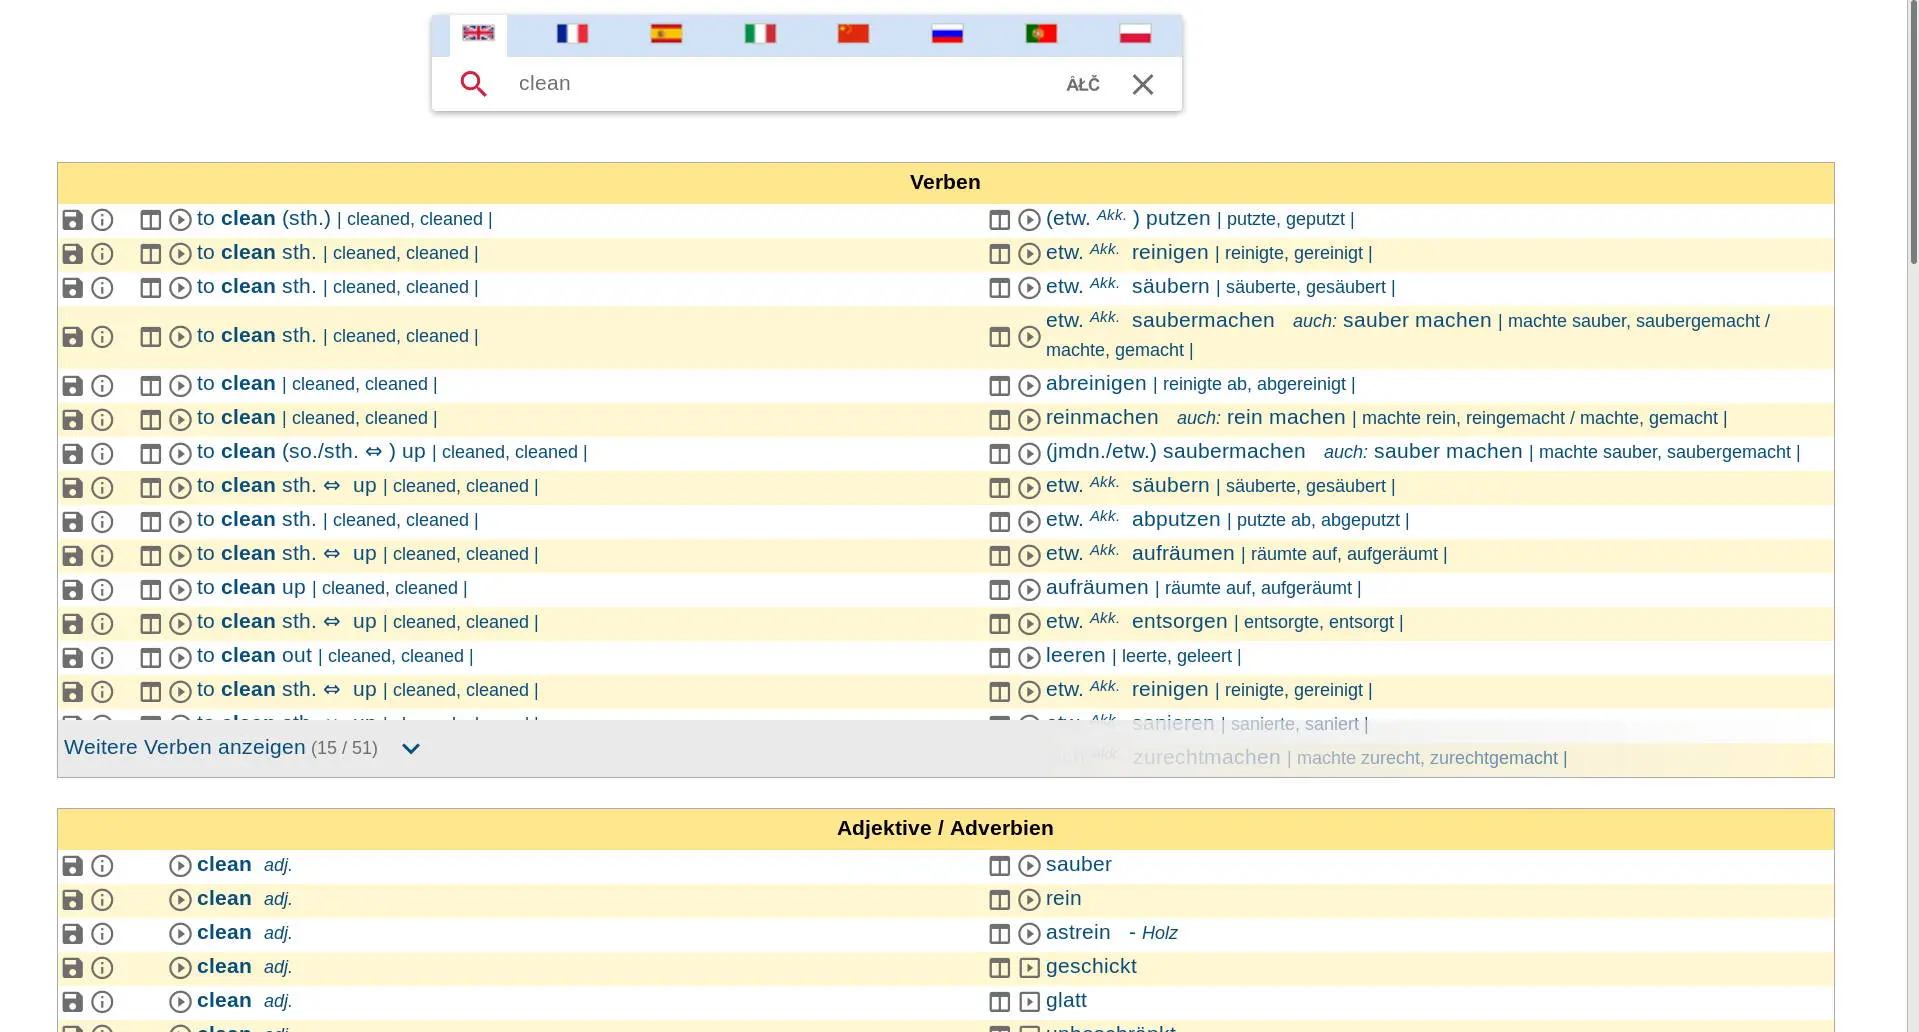 clean ÂŁČ
Verben
to clean (sth.) | cleaned, cleaned | (etw. Akk. ) putzen | putzte, geputzt |
to clean sth. | cleaned, cleaned | etw. Akk. reinigen | reinigte, gereinigt |
to clean sth. | cleaned, cleaned | etw. Akk. säubern | säuberte, gesäubert |
to clean sth. | cleaned, cleaned | etw. Akk. saubermachen auch: sauber machen | machte sauber, saubergemacht /
machte, gemacht |
to clean | cleaned, cleaned | abreinigen | reinigte ab, abgereinigt |
to clean | cleaned, cleaned | reinmachen auch: rein machen | machte rein, reingemacht / machte, gemacht |
to clean (so./sth. ⇔ ) up | cleaned, cleaned | (jmdn./etw.) saubermachen auch: sauber machen | machte sauber, saubergemacht |
to clean sth. ⇔ up | cleaned, cleaned | etw. Akk. säubern | säuberte, gesäubert |
to clean sth. | cleaned, cleaned | etw. Akk. abputzen | putzte ab, abgeputzt |
to clean sth. ⇔ up | cleaned, cleaned | etw. Akk. aufräumen | räumte auf, aufgeräumt |
to clean up | cleaned, cleaned | aufräumen | räumte auf, aufgeräumt |
to clean sth. ⇔ up | cleaned, cleaned | etw. Akk. entsorgen | entsorgte, entsorgt |
to clean out | cleaned, cleaned | leeren | leerte, geleert |
to clean sth. ⇔ up | cleaned, cleaned | etw. Akk. reinigen | reinigte, gereinigt |
etw. Akk. sanieren | sanierte, saniert |
Weitere Verben anzeigen (15 / 51) zurechtmachen | machte zurecht, zurechtgemacht |
Adjektive / Adverbien
clean adj. sauber
clean adj. rein
clean adj. astrein - Holz
clean adj. geschickt
clean adj. glatt